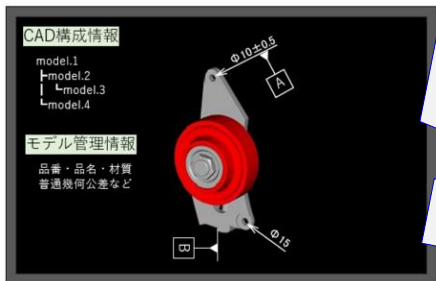 CAD構成情報
model.1
model.2
model.3
model.4
モデル管理情報
品番・品名・材質
普通幾何公差など
Φ10±0.5
A
B
Φ15